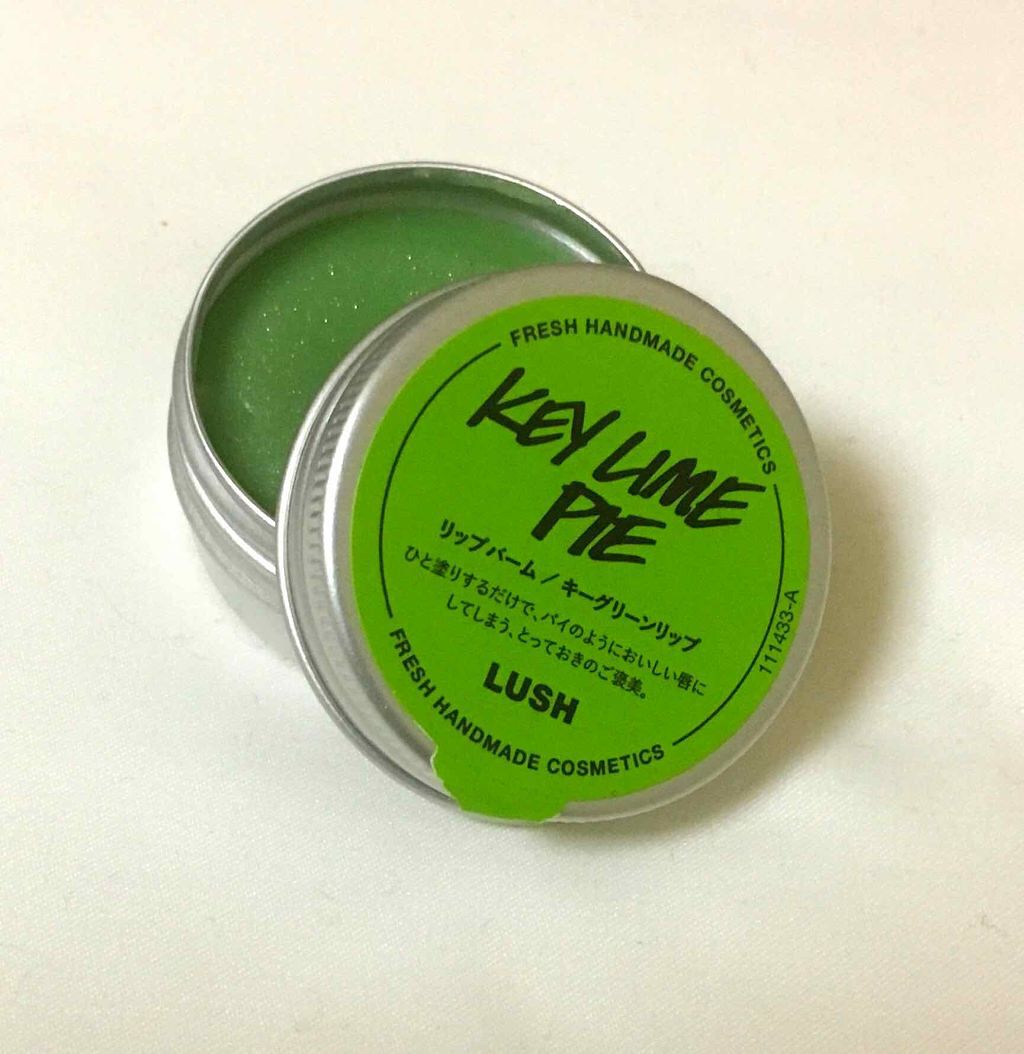 FRESH HANDMADE COSMETICS
KEY LIME
PIE
リップバーム / キーグリーンリップ
ひと塗りするだけで、パイのようにおいしい唇に
してしまう、とっておきのご褒美。
LUSH
111433-A
FRESH HANDMADE COSMETICS